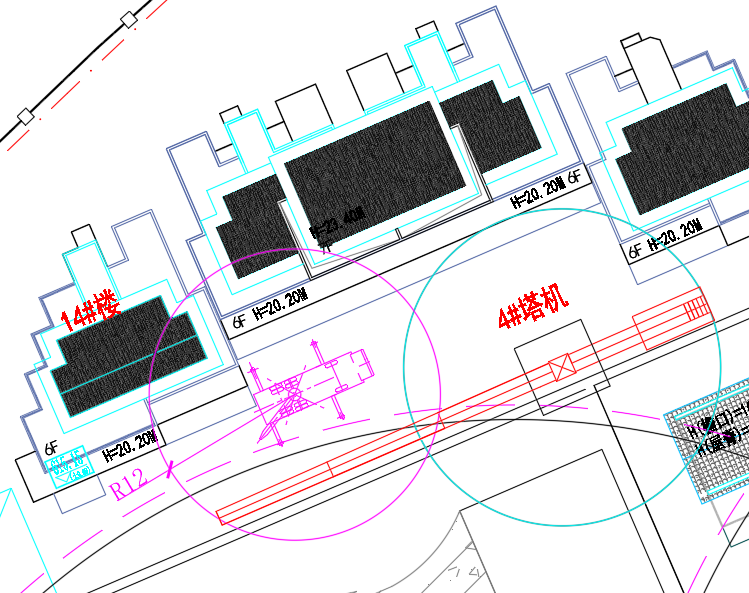 H=20.20M 6F
H=23.40M
6F H=20.20M
6F H=20.20M
14#楼
4#塔机
6F
H=20.20M
R12